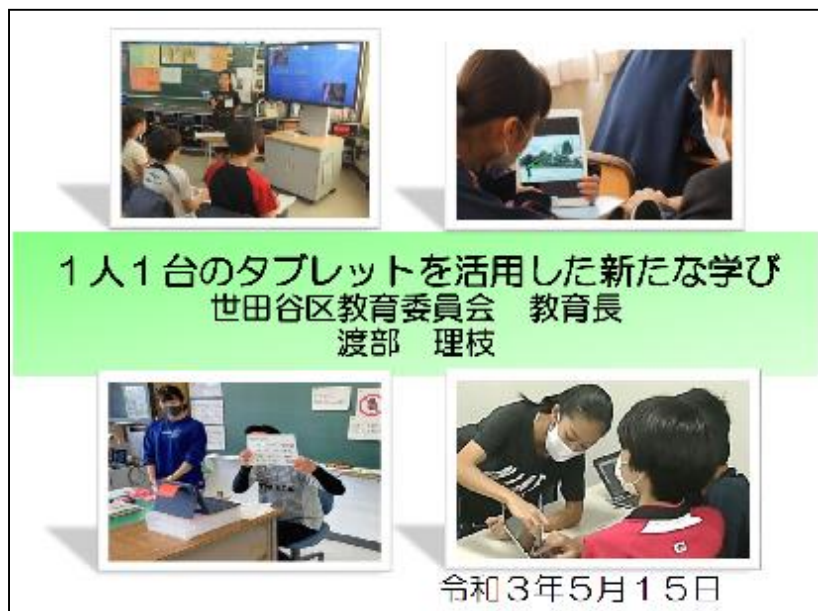 1人1台のタブレットを活用した新たな学び
世田谷区教育委員会　教育長
渡部　理枝
令和3年5月15日